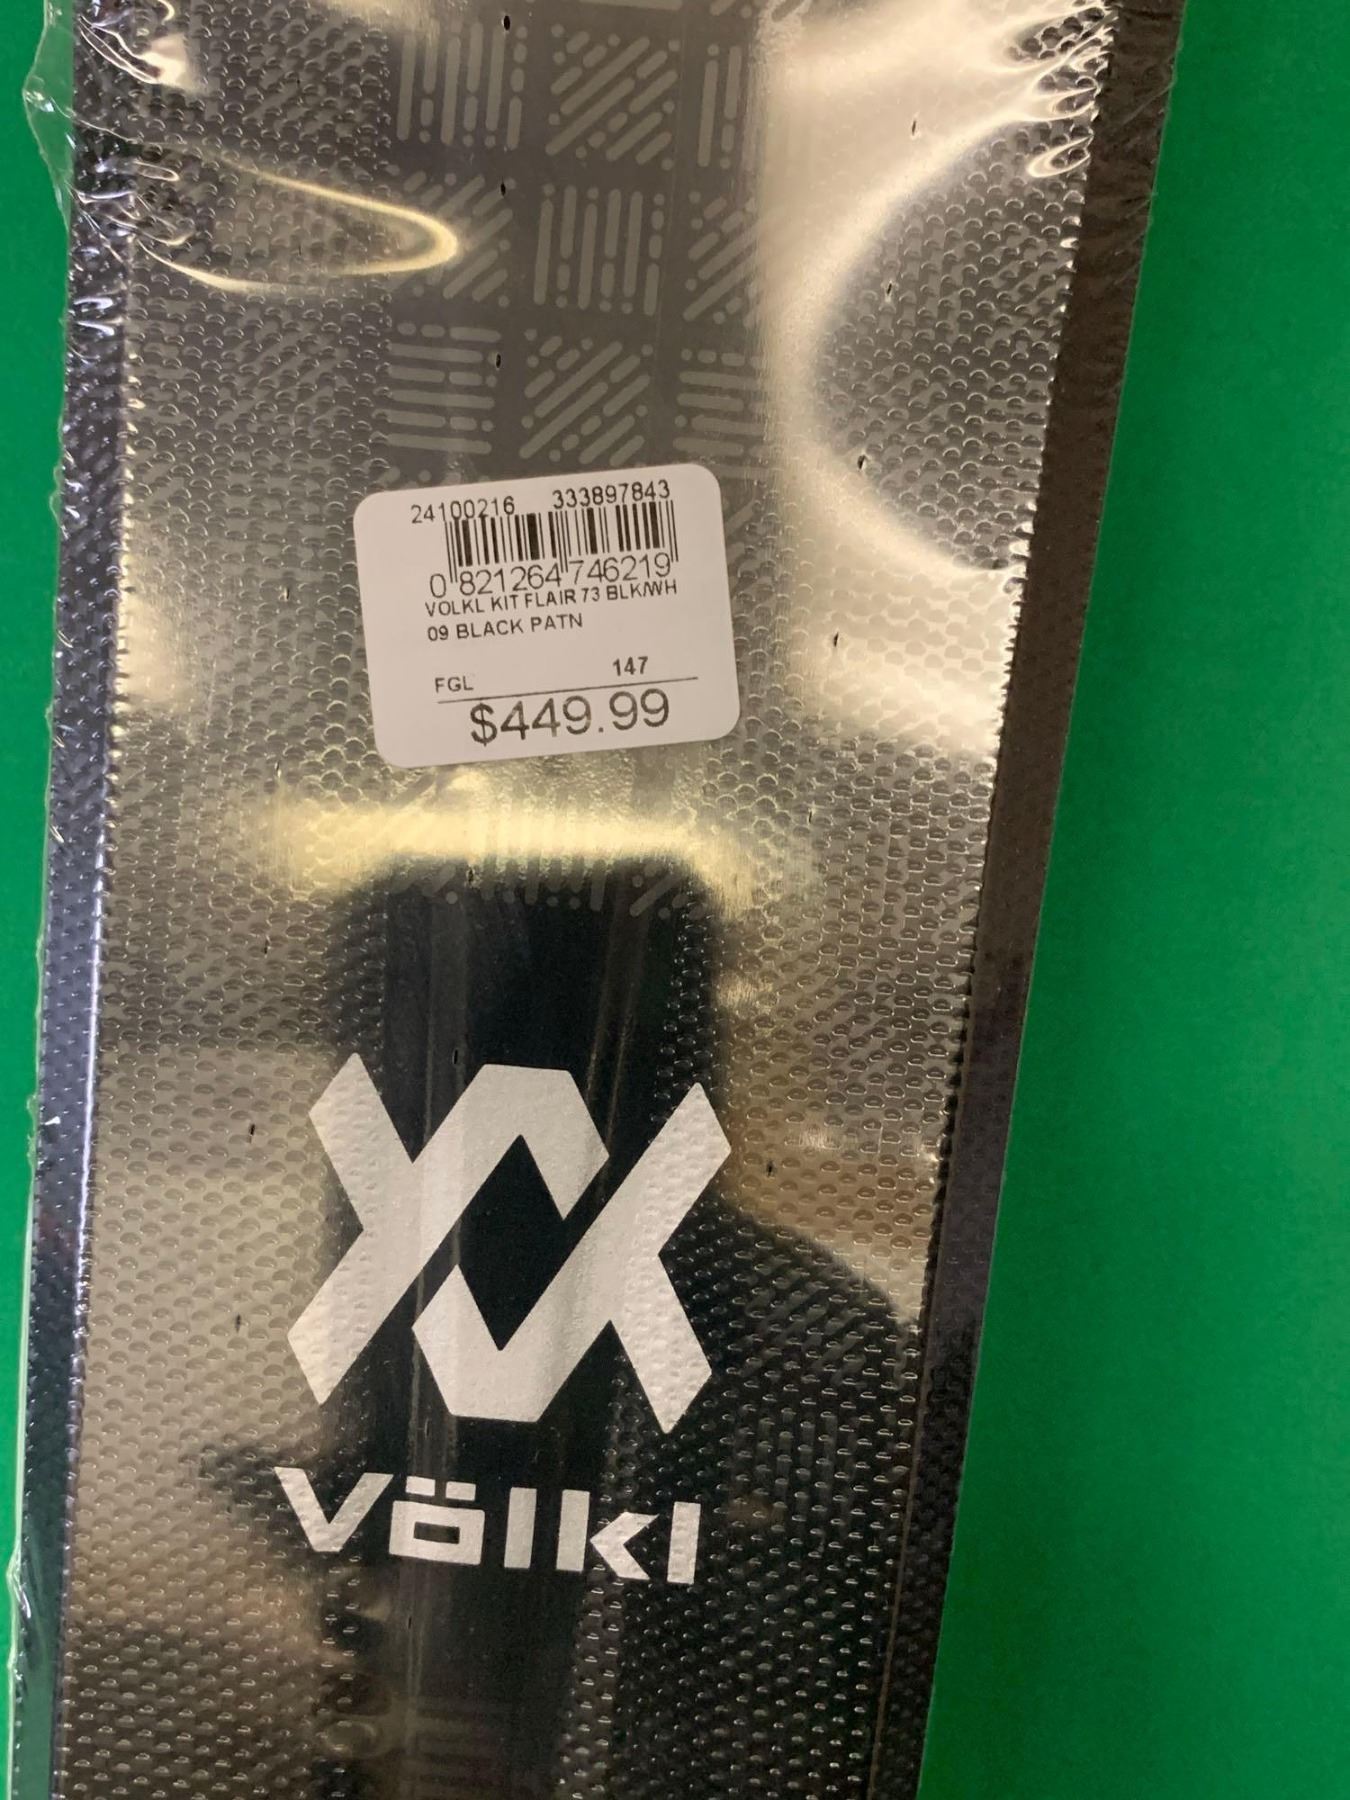 24100216 333897843
0 821264 746219
VOLKL KIT FLAIR 73 BLK/WH
09 BLACK PATN
FGL 147
$449.99
völkl